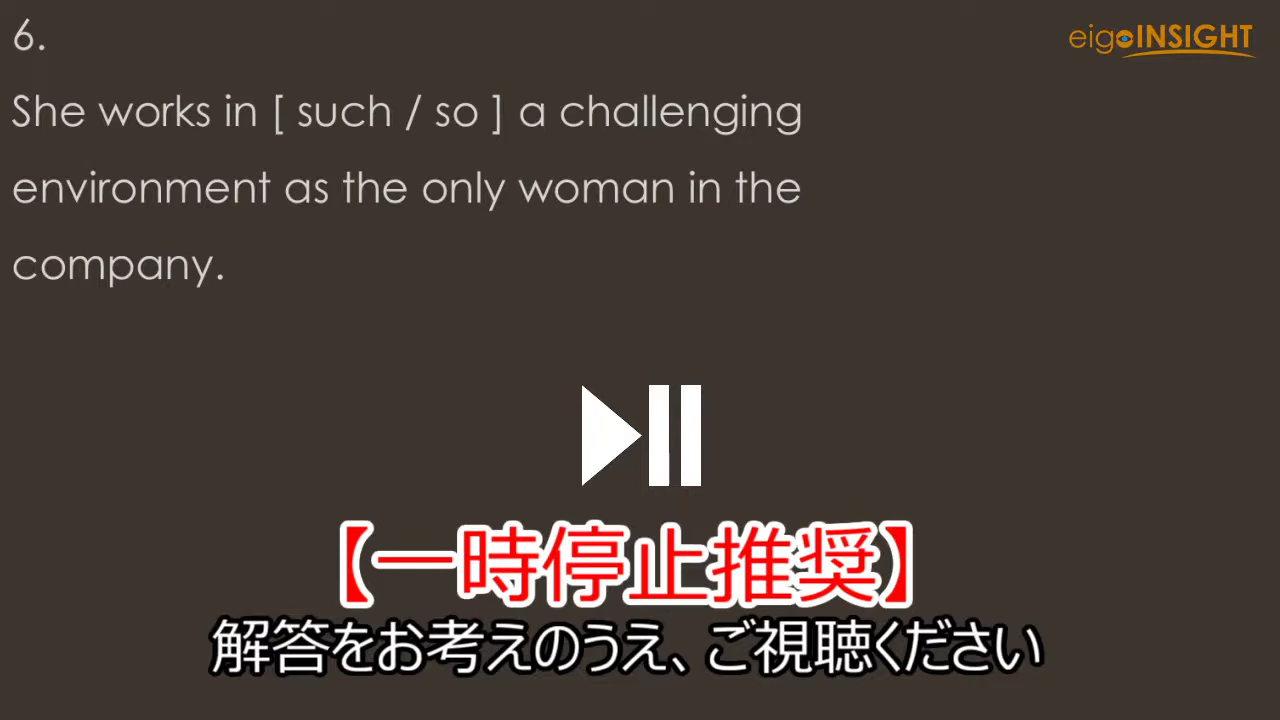 6.
eigoINSIGHT
She works in [ such / so ] a challenging
environment as the only woman in the
company.
【一時停止推奨】
解答をお考えのうえ、ご視聴ください